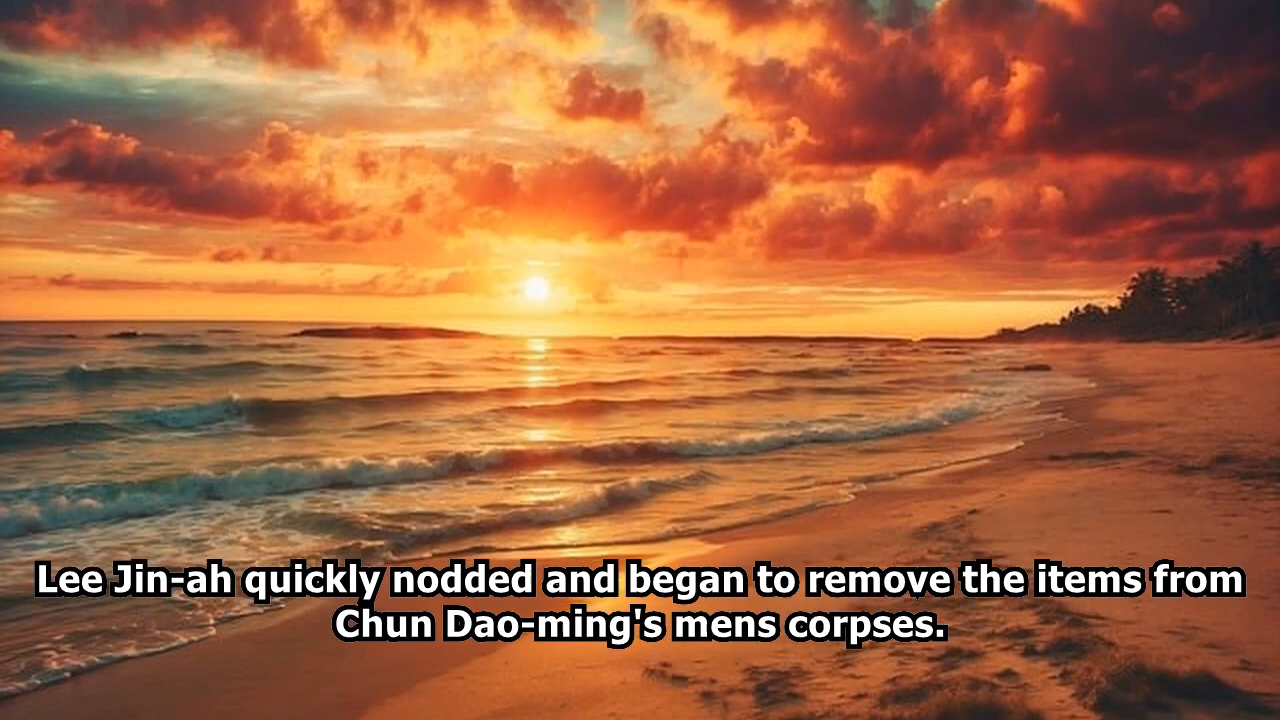 Lee Jin-ah quickly nodded and began to remove the items from
Chun Dao-ming's mens corpses.